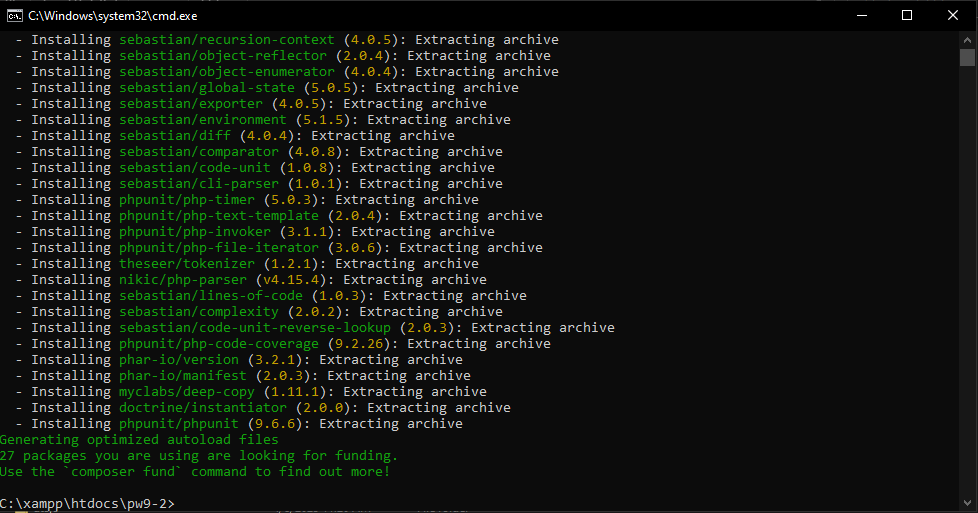 C:\Windows\system32\cmd.exe
- Installing sebastian/recursion-context (4.0.5): Extracting archive
- Installing sebastian/object-reflector (2.0.4): Extracting archive
- Installing sebastian/object-enumerator (4.0.4): Extracting archive
- Installing sebastian/global-state (5.0.5): Extracting archive
- Installing sebastian/exporter (4.0.5): Extracting archive
- Installing sebastian/environment (5.1.5): Extracting archive
- Installing sebastian/diff (4.0.4): Extracting archive
- Installing sebastian/comparator (4.0.8): Extracting archive
- Installing sebastian/code-unit (1.0.8): Extracting archive
- Installing sebastian/cli-parser (1.0.1): Extracting archive
- Installing phpunit/php-timer (5.0.3): Extracting archive
- Installing phpunit/php-text-template (2.0.4): Extracting archive
- Installing phpunit/php-invoker (3.1.1): Extracting archive
- Installing phpunit/php-file-iterator (3.0.6): Extracting archive
- Installing theseer/tokenizer (1.2.1): Extracting archive
- Installing nikic/php-parser (v4.15.4): Extracting archive
- Installing sebastian/lines-of-code (1.0.3): Extracting archive
- Installing sebastian/complexity (2.0.2): Extracting archive
- Installing sebastian/code-unit-reverse-lookup (2.0.3): Extracting archive
- Installing phpunit/php-code-coverage (9.2.26): Extracting archive
- Installing phar-io/version (3.2.1): Extracting archive
- Installing phar-io/manifest (2.0.3): Extracting archive
- Installing myclabs/deep-copy (1.11.1): Extracting archive
- Installing doctrine/instantiator (2.0.0): Extracting archive
- Installing phpunit/phpunit (9.6.6): Extracting archive
Generating optimized autoload files
27 packages you are using are looking for funding.
Use the `composer fund` command to find out more!
C:\xampp\htdocs\pw9-2>